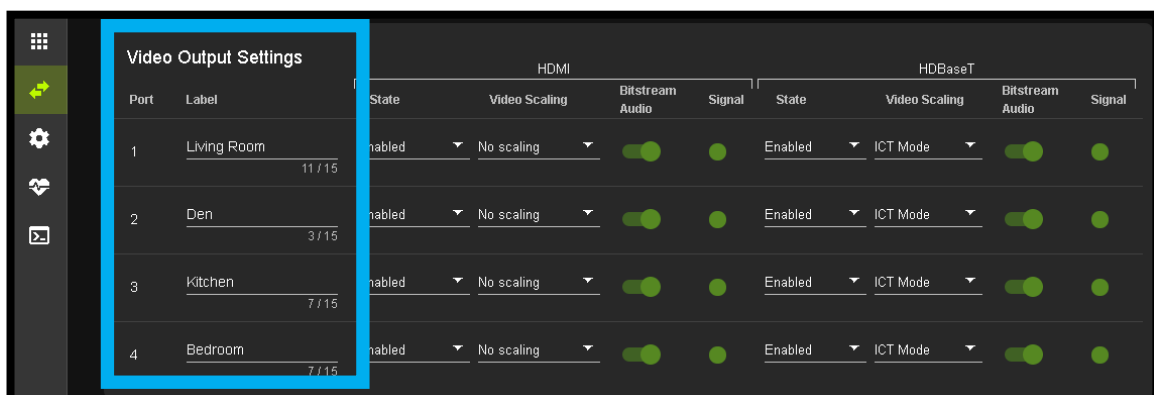 Video Output Settings
HDMI HDBaseT
Port Label State Video Scaling Bitstream Audio Signal State Video Scaling Bitstream Audio Signal
1 Living Room nabled No scaling Enabled ICT Mode
11 / 15
2 Den nabled No scaling Enabled ICT Mode
3 / 15
3 Kitchen nabled No scaling Enabled ICT Mode
7 / 15
4 Bedroom nabled No scaling Enabled ICT Mode
7 / 15